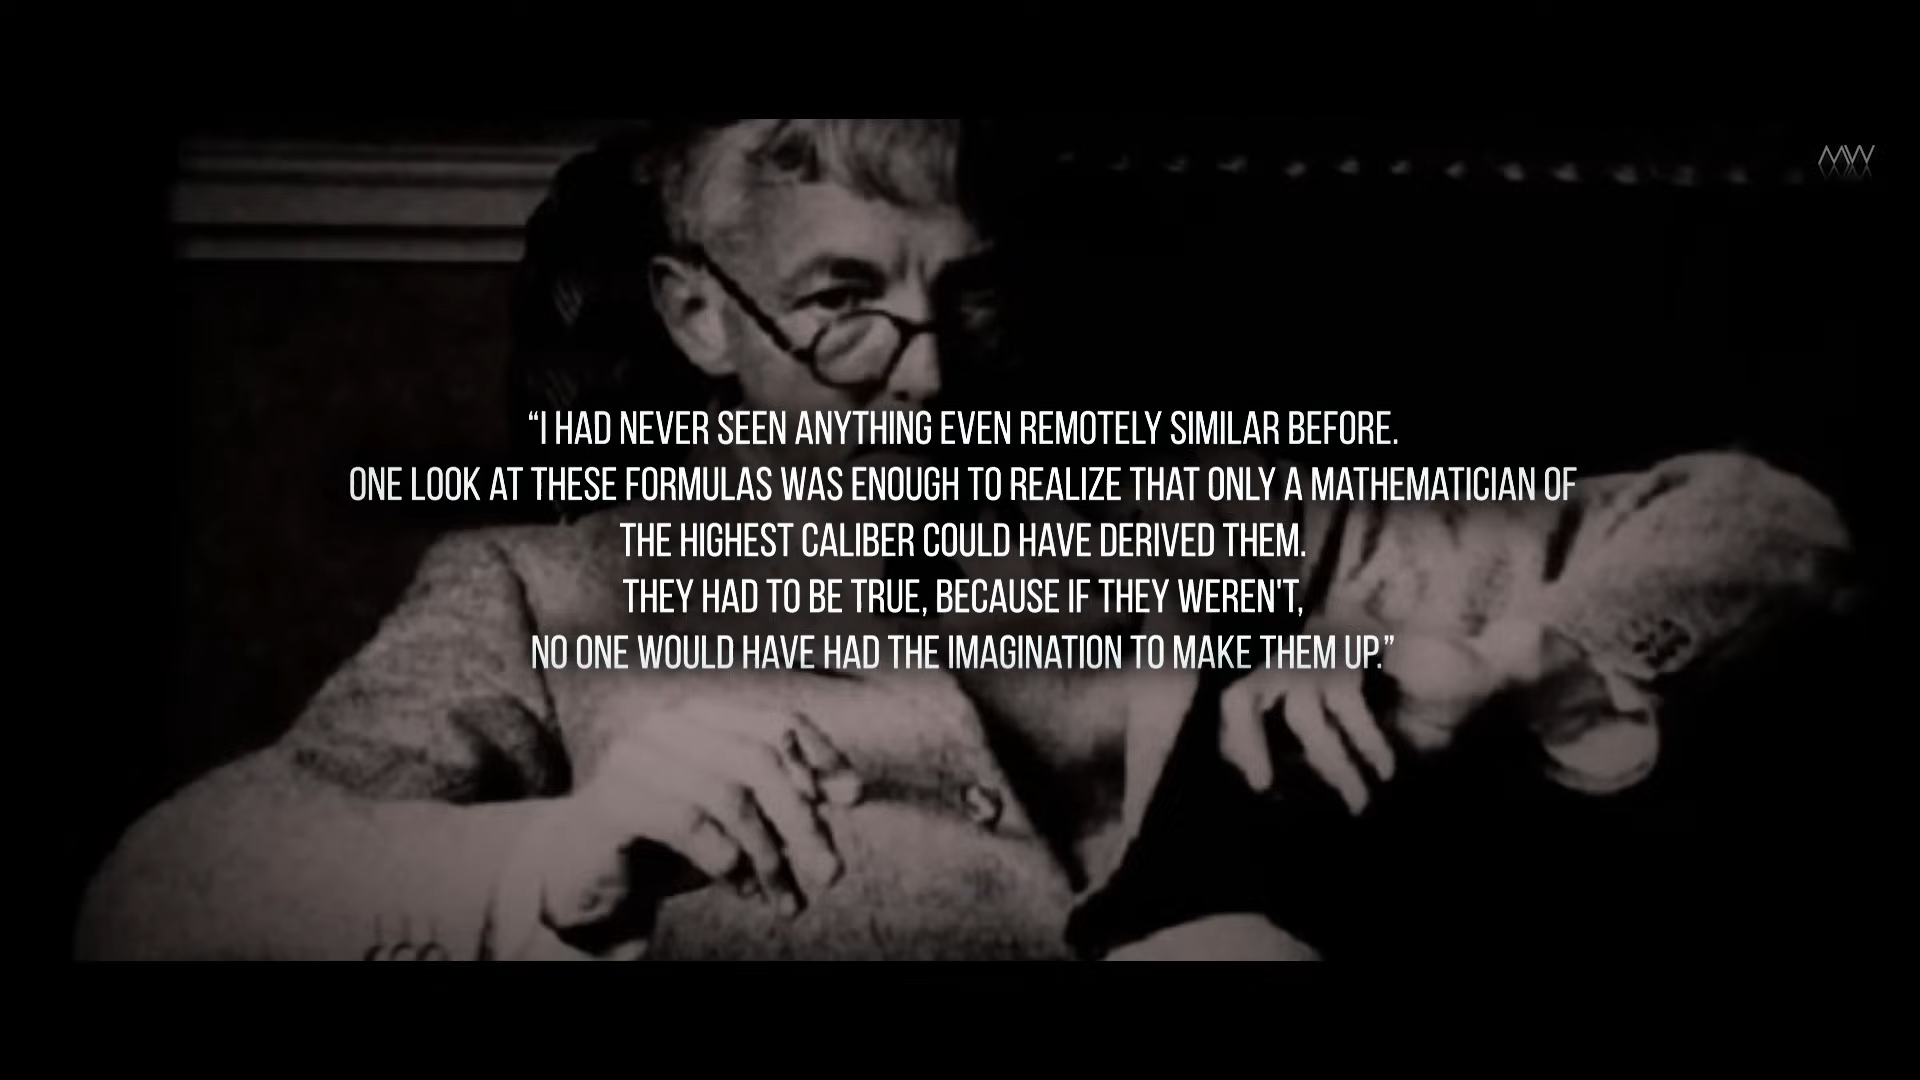 MW
“I HAD NEVER SEEN ANYTHING EVEN REMOTELY SIMILAR BEFORE.
ONE LOOK AT THESE FORMULAS WAS ENOUGH TO REALIZE THAT ONLY A MATHEMATICIAN OF
THE HIGHEST CALIBER COULD HAVE DERIVED THEM.
THEY HAD TO BE TRUE, BECAUSE IF THEY WEREN'T,
NO ONE WOULD HAVE HAD THE IMAGINATION TO MAKE THEM UP.”